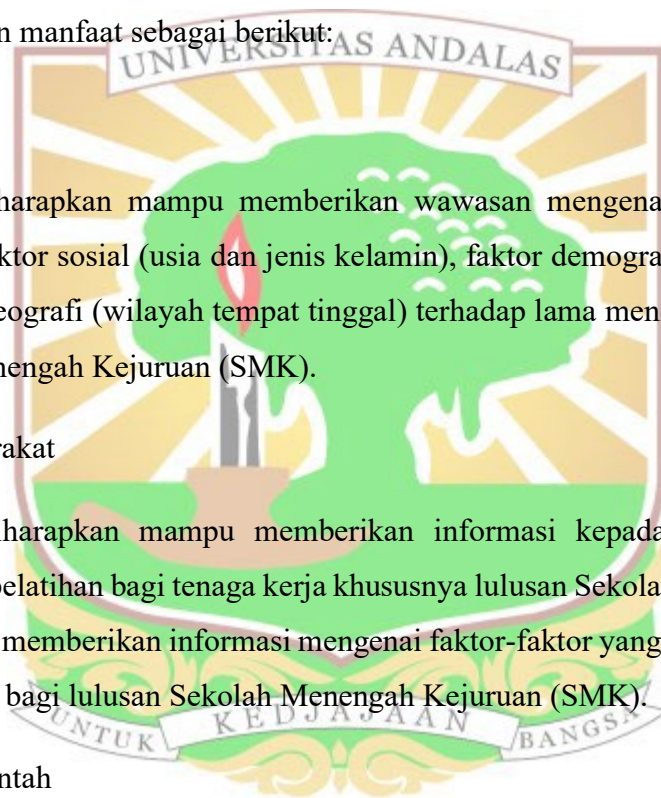 n manfaat sebagai berikut:
UNIVERSITAS ANDALAS
harapkan mampu memberikan wawasan mengena
ktor sosial (usia dan jenis kelamin), faktor demogra
eografi (wilayah tempat tinggal) terhadap lama men
nengah Kejuruan (SMK).
rakat
iharapkan mampu memberikan informasi kepada
pelatihan bagi tenaga kerja khususnya lulusan Sekola
memberikan informasi mengenai faktor-faktor yang
bagi lulusan Sekolah Menengah Kejuruan (SMK).
UNTUK KEDJAJAAN BANGSA
ntah